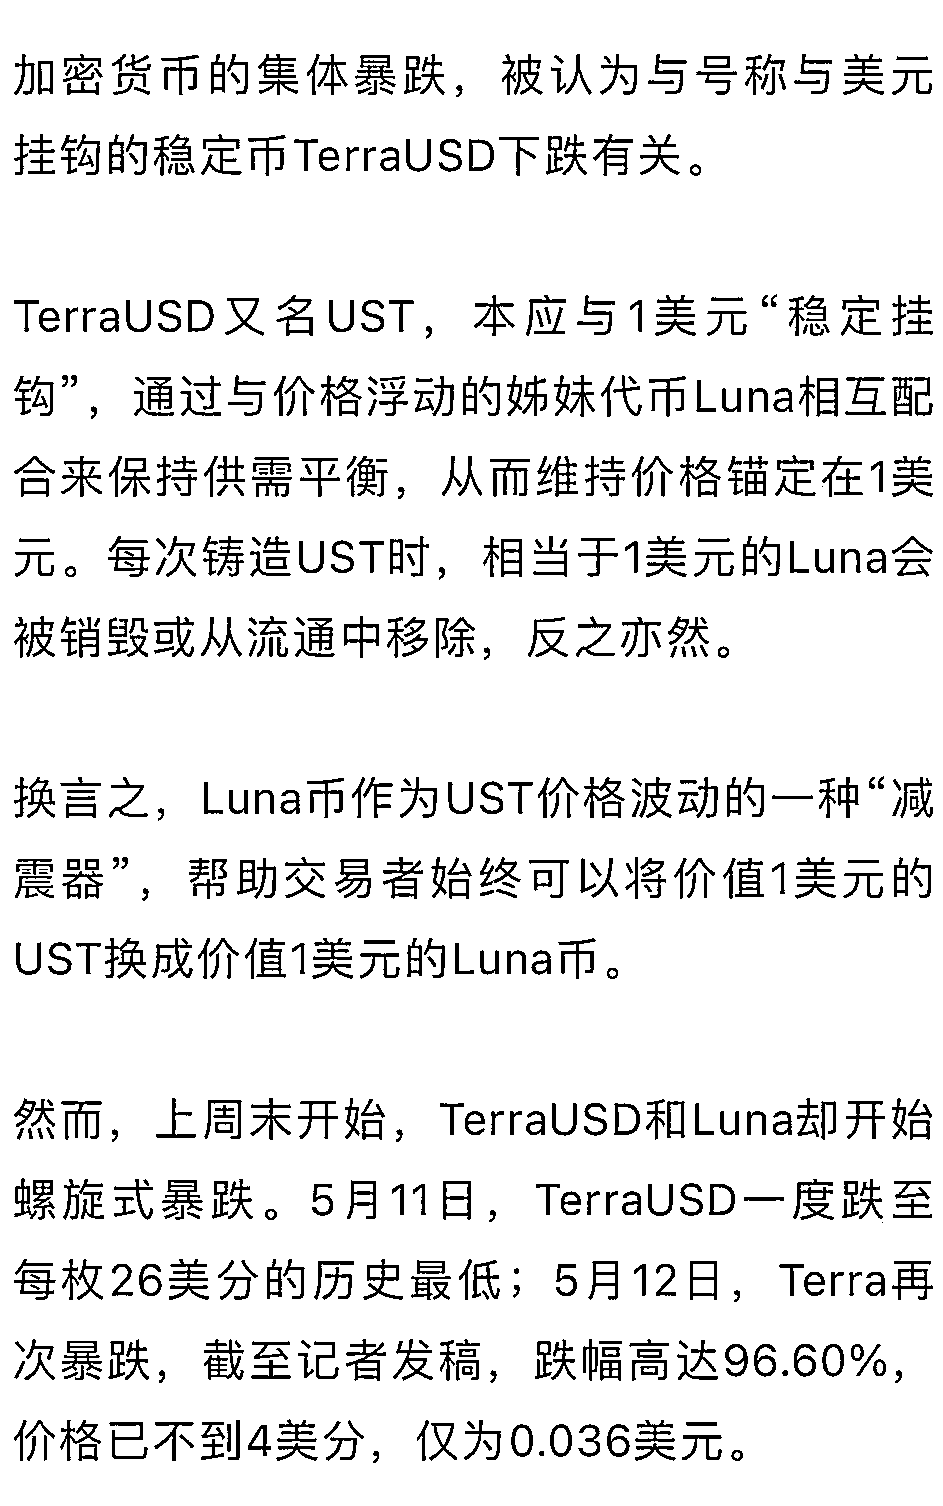 加密货币的集体暴跌，被认为与号称与美元
挂钩的稳定币TerraUSD下跌有关。
TerraUSD又名UST，本应与1美元“稳定挂
钩”，通过与价格浮动的姊妹代币Luna相互配
合来保持供需平衡，从而维持价格锚定在1美
元。每次铸造UST时，相当于1美元的Luna会
被销毁或从流通中移除，反之亦然。
换言之，Luna币作为UST价格波动的一种“减
震器”，帮助交易者始终可以将价值1美元的
UST换成价值1美元的Luna币。
然而，上周末开始，TerraUSD和Luna却开始
螺旋式暴跌。5月11日，TerraUSD一度跌至
每枚26美分的历史最低；5月12日，Terra再
次暴跌，截至记者发稿，跌幅高达96.60%，
价格已不到4美分，仅为0.036美元。